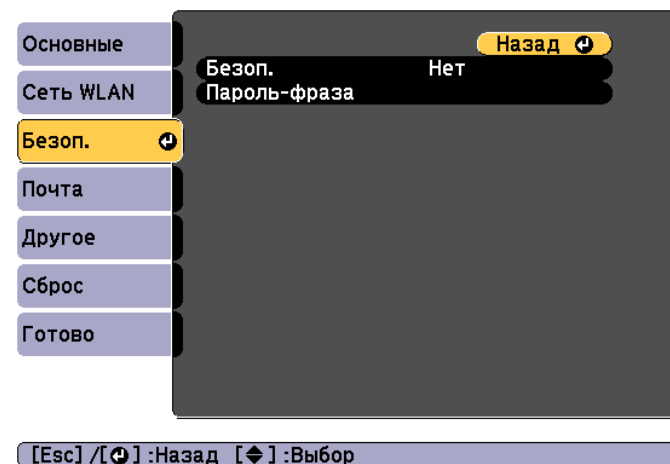 Основные
Сеть WLAN
Безоп.
Почта
Другое
Сброс
Готово
Назад
Безоп. Нет
Пароль-фраза
[Esc] /[⏎] :Назад [◆] :Выбор